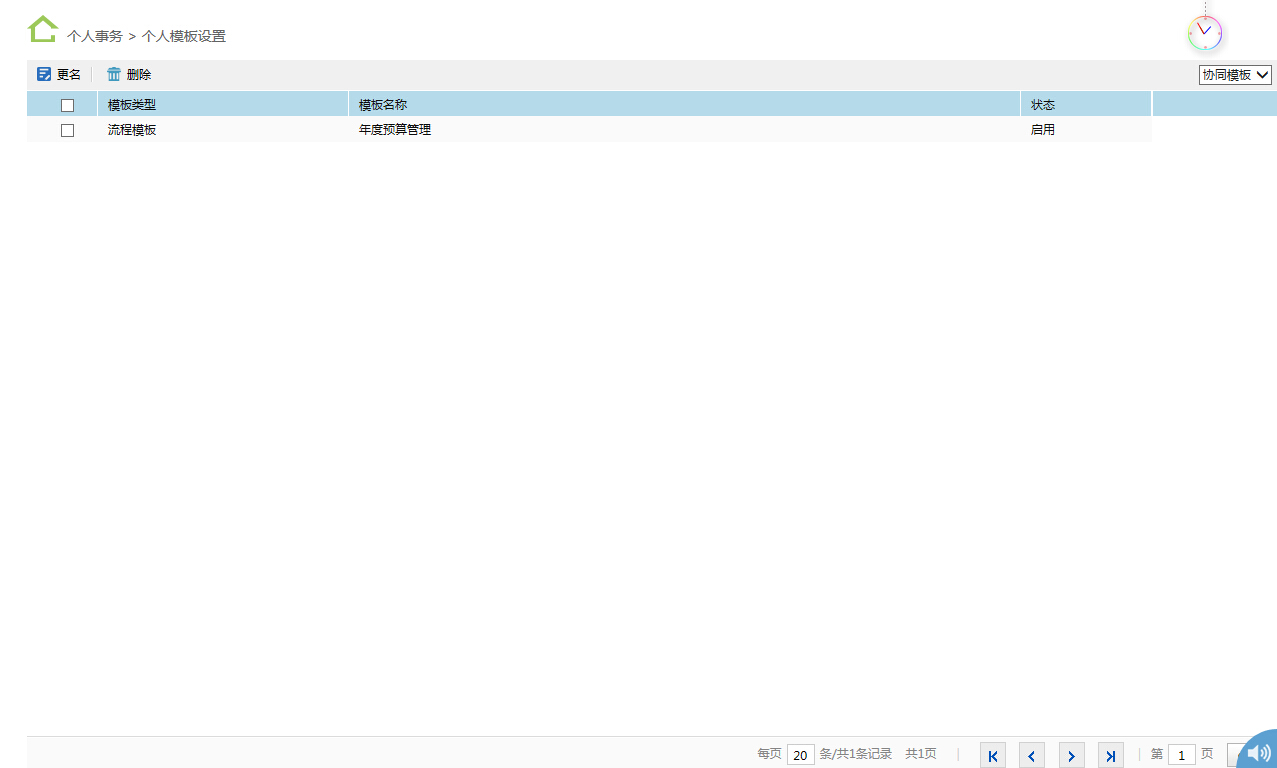 个人事务 > 个人模板设置
更名 删除 协同模板
模板类型 模板名称 状态
流程模板 年度预算管理 启用
每页 20 条/共1条记录 共1页 第 1 页